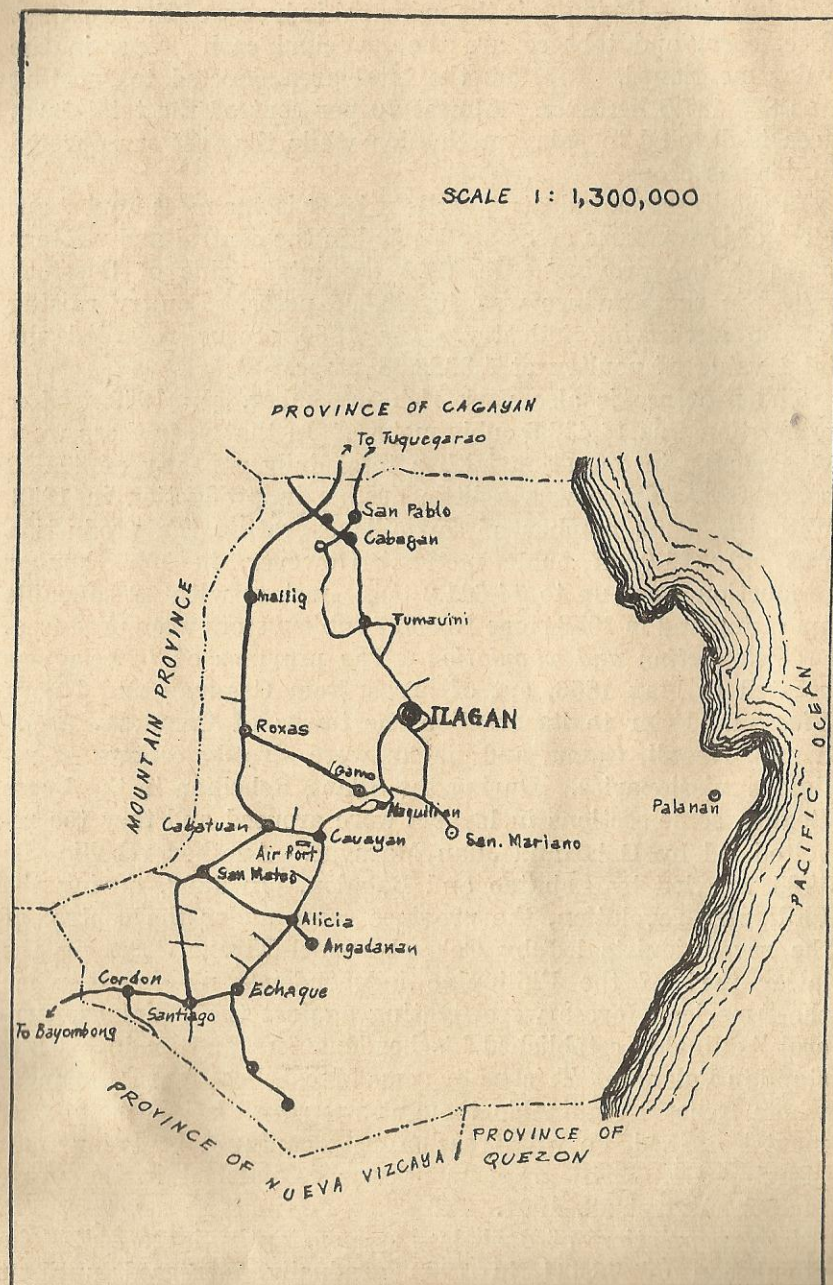 SCALE 1: 1,300,000
PROVINCE OF CAGAYAN
To Tuquegarao
San Pablo
Cabagan
Mallig
Tumauini
MOUNTAIN PROVINCE
ILAGAN
Roxas
Gamo
Naquilian
Palanan
PACIFIC OCEAN
Cabatuan
Cauayan
San. Mariano
Air Port
San Mateo
Alicia
Angadanan
Cordon
Echaque
Santiago
To Bayombong
PROVINCE OF NUEVA VIZCAYA
PROVINCE OF
QUEZON